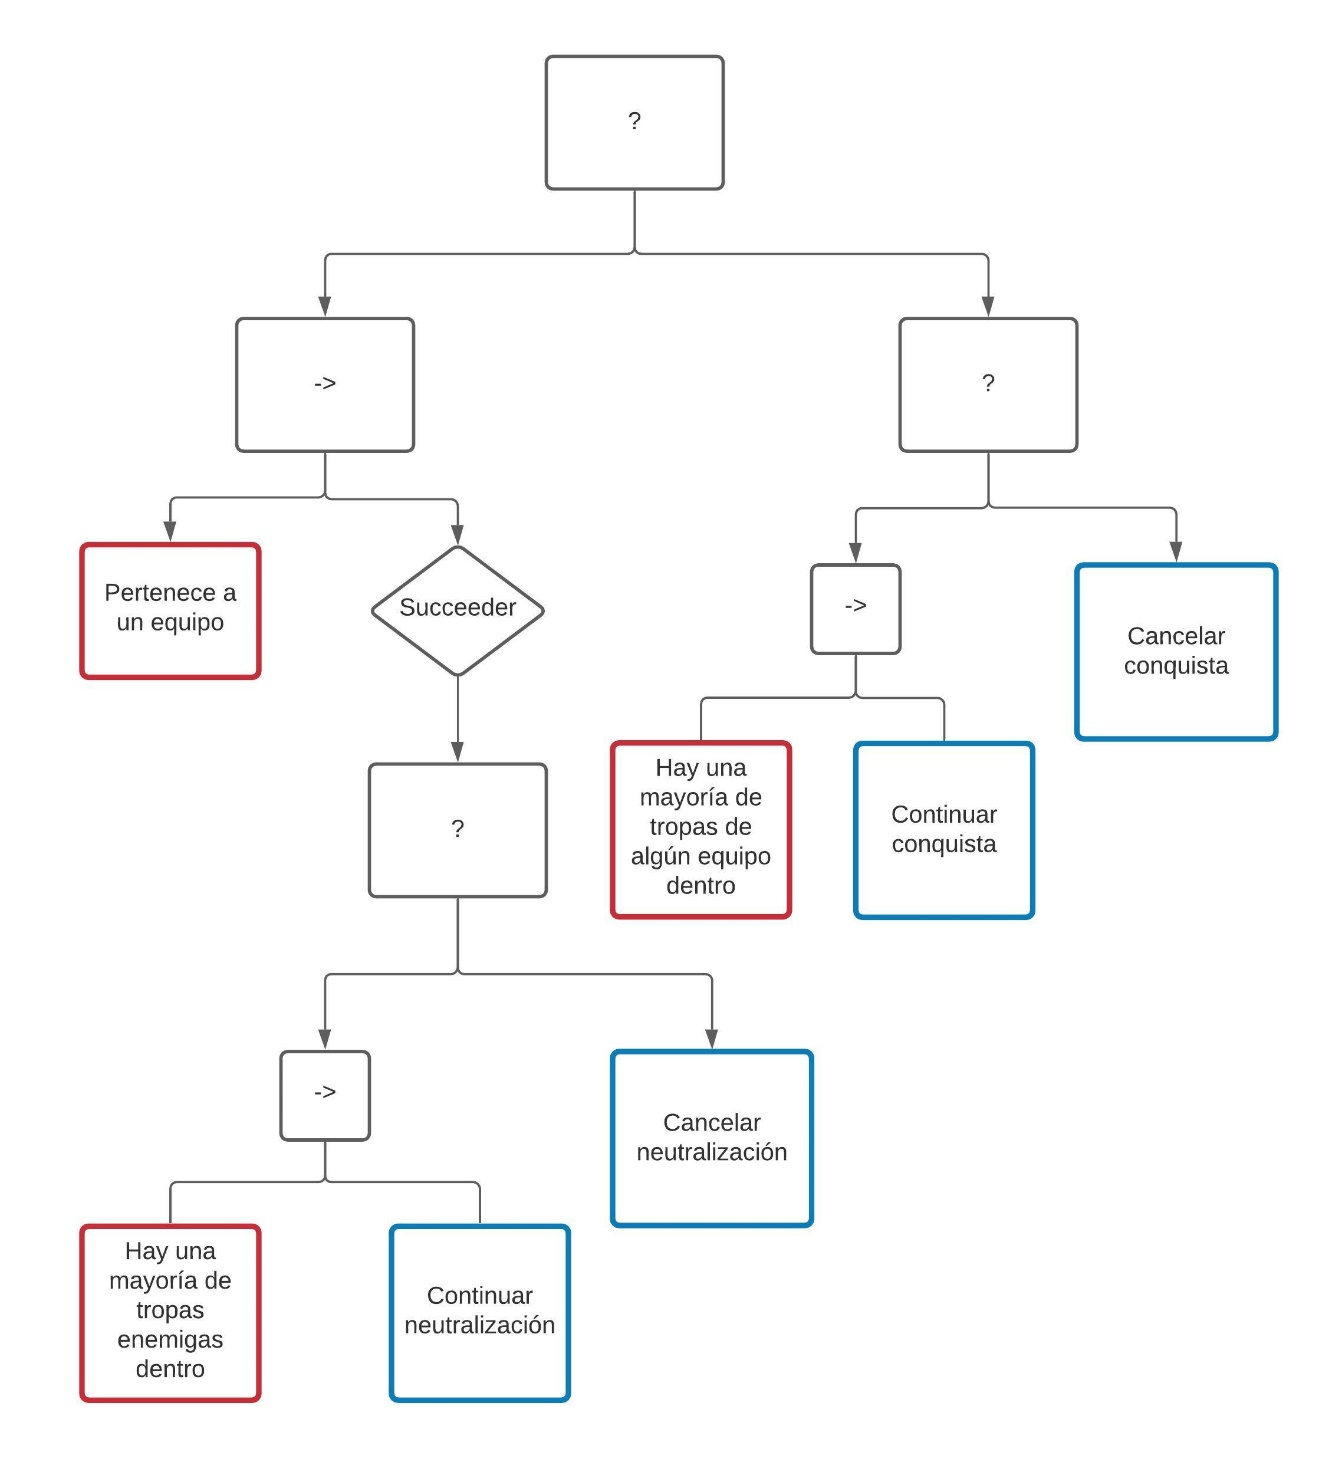 ?
->
?
Pertenece a
un equipo
Succeeder
->
Cancelar
conquista
?
Hay una
mayoría de
tropas de
algún equipo
dentro
Continuar
conquista
->
Cancelar
neutralización
Hay una
mayoría de
tropas
enemigas
dentro
Continuar
neutralización